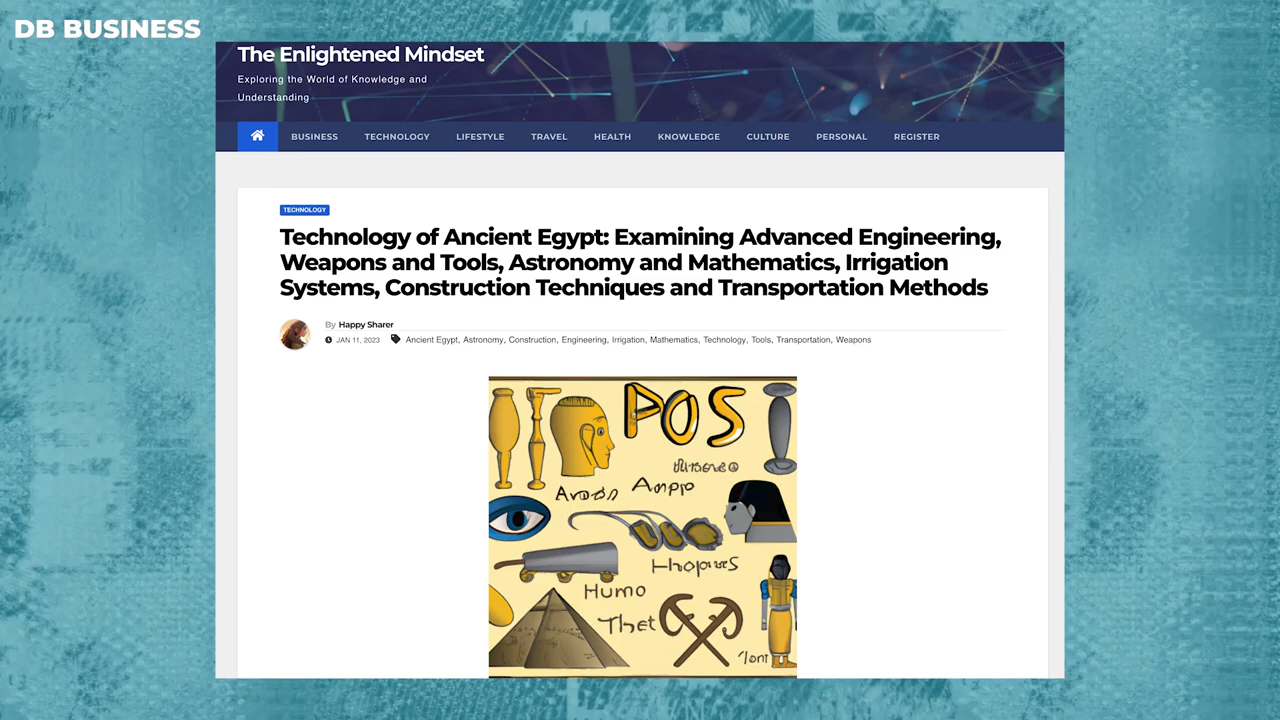 DB BUSINESS
The Enlightened Mindset
Exploring the World of Knowledge and
Understanding
BUSINESS TECHNOLOGY LIFESTYLE TRAVEL HEALTH KNOWLEDGE CULTURE PERSONAL REGISTER
TECHNOLOGY
Technology of Ancient Egypt: Examining Advanced Engineering,
Weapons and Tools, Astronomy and Mathematics, Irrigation
Systems, Construction Techniques and Transportation Methods
By Happy Sharer
JAN 11, 2023 Ancient Egypt, Astronomy, Construction, Engineering, Irrigation, Mathematics, Technology, Tools, Transportation, Weapons
POS
Humo
Thet